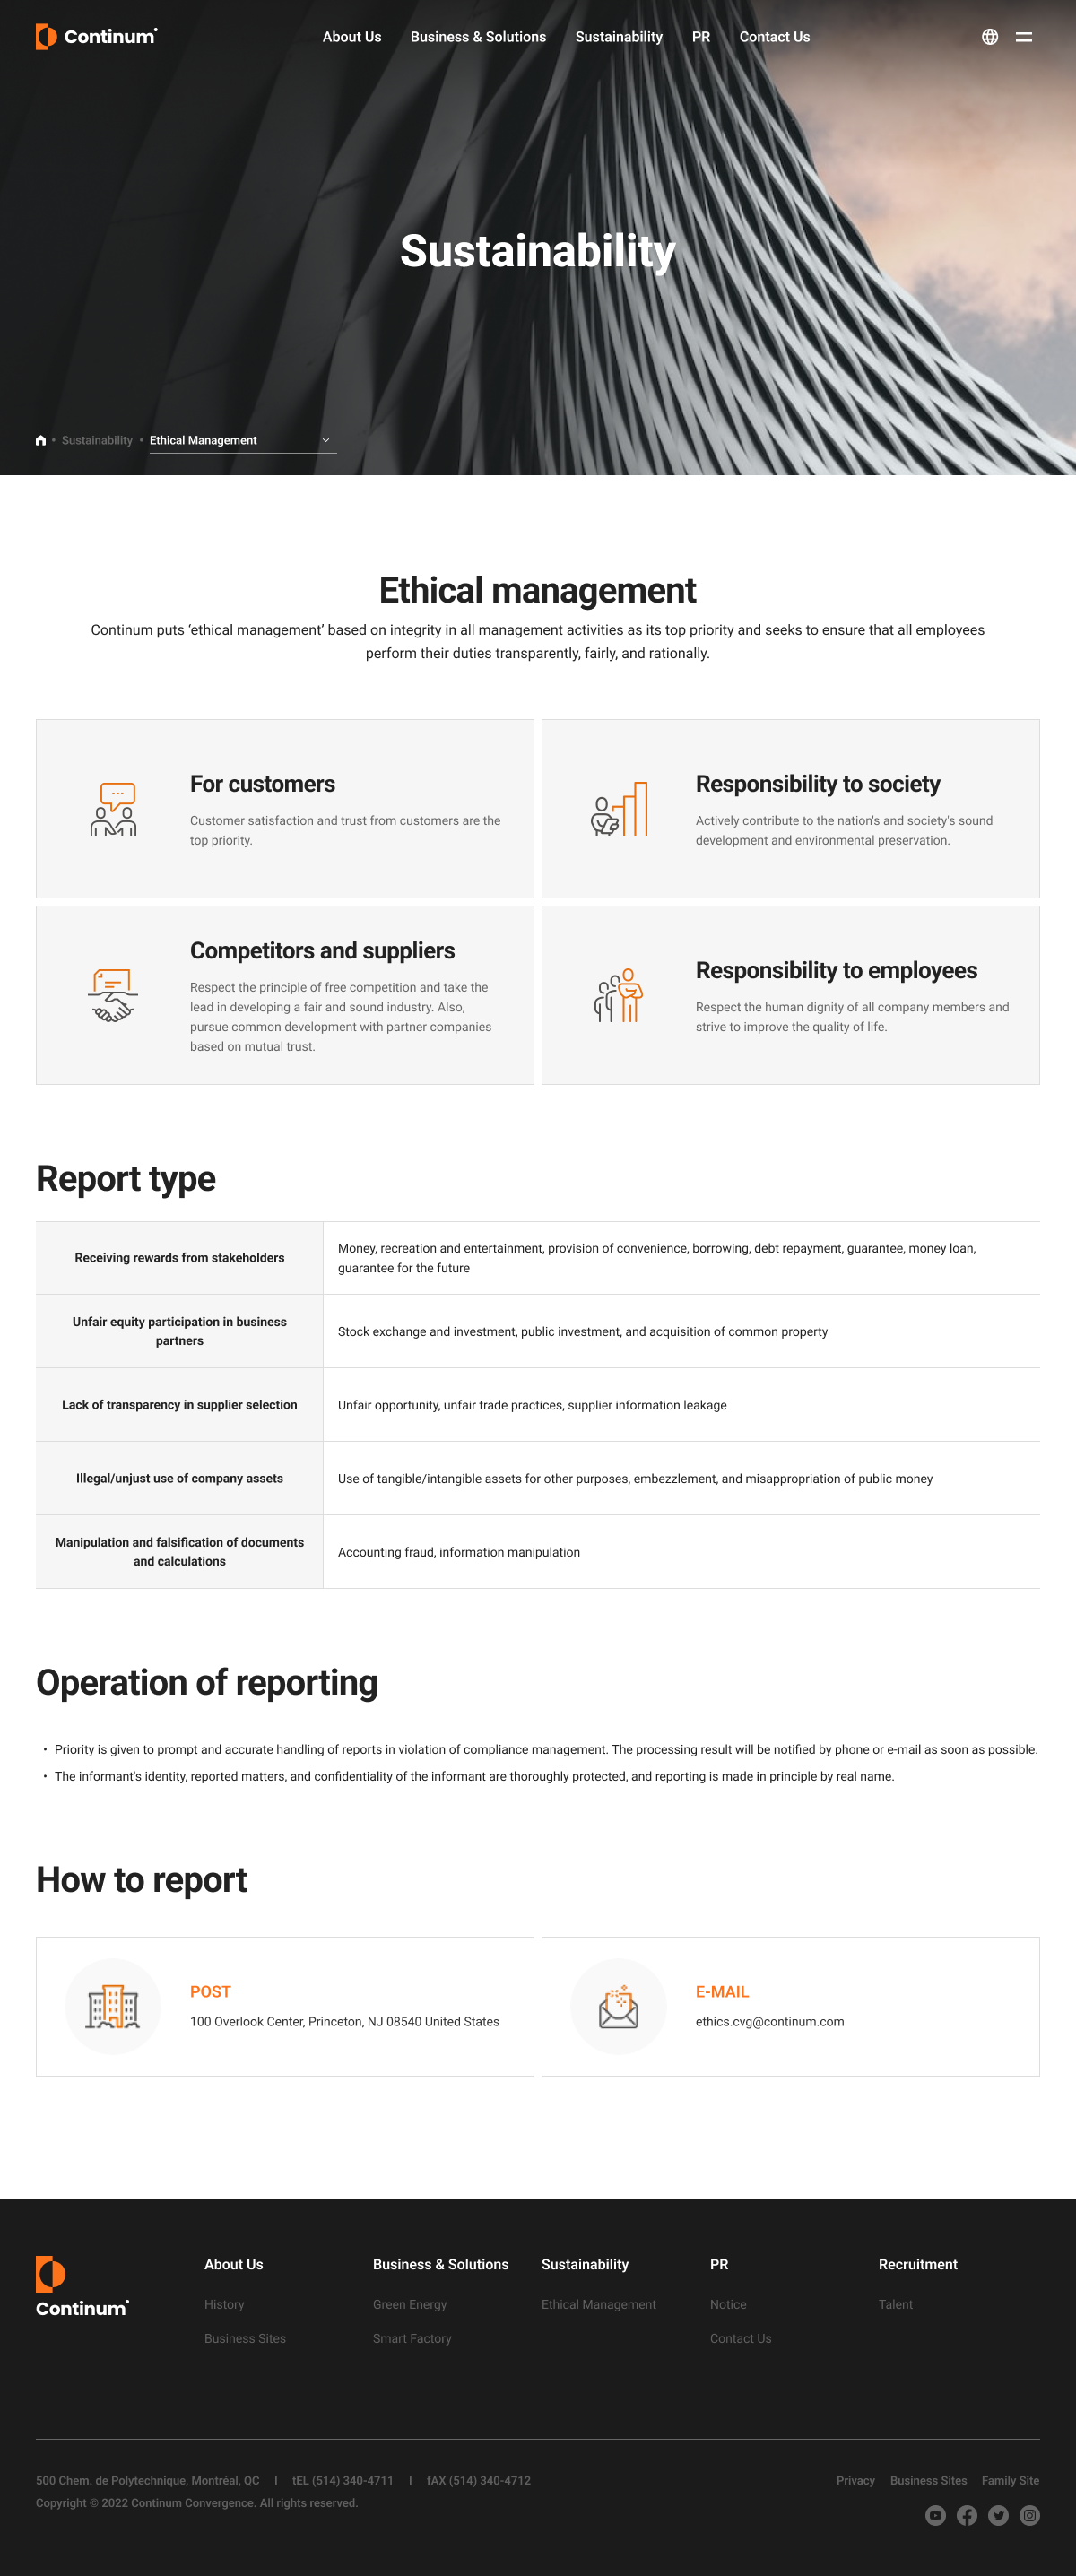 Continum
About Us
Business & Solutions
Sustainability
PR
Contact Us
Sustainability
Sustainability
Ethical Management
Ethical management
Continum puts ‘ethical management’ based on integrity in all management activities as its top priority and seeks to ensure that all employees
perform their duties transparently, fairly, and rationally.
For customers
Customer satisfaction and trust from customers are the
top priority.
Responsibility to society
Actively contribute to the nation's and society's sound
development and environmental preservation.
Competitors and suppliers
Respect the principle of free competition and take the
lead in developing a fair and sound industry. Also,
pursue common development with partner companies
based on mutual trust.
Responsibility to employees
Respect the human dignity of all company members and
strive to improve the quality of life.
Report type
Receiving rewards from stakeholders
Money, recreation and entertainment, provision of convenience, borrowing, debt repayment, guarantee, money loan,
guarantee for the future
Unfair equity participation in business
partners
Stock exchange and investment, public investment, and acquisition of common property
Lack of transparency in supplier selection
Unfair opportunity, unfair trade practices, supplier information leakage
Illegal/unjust use of company assets
Use of tangible/intangible assets for other purposes, embezzlement, and misappropriation of public money
Manipulation and falsification of documents
and calculations
Accounting fraud, information manipulation
Operation of reporting
• Priority is given to prompt and accurate handling of reports in violation of compliance management. The processing result will be notified by phone or e-mail as soon as possible.
• The informant's identity, reported matters, and confidentiality of the informant are thoroughly protected, and reporting is made in principle by real name.
How to report
POST
100 Overlook Center, Princeton, NJ 08540 United States
E-MAIL
ethics.cvg@continum.com
Continum
About Us
History
Business Sites
Business & Solutions
Green Energy
Smart Factory
Sustainability
Ethical Management
PR
Notice
Contact Us
Recruitment
Talent
500 Chem. de Polytechnique, Montréal, QC | tEL (514) 340-4711 | fAX (514) 340-4712
Copyright © 2022 Continum Convergence. All rights reserved.
Privacy
Business Sites
Family Site